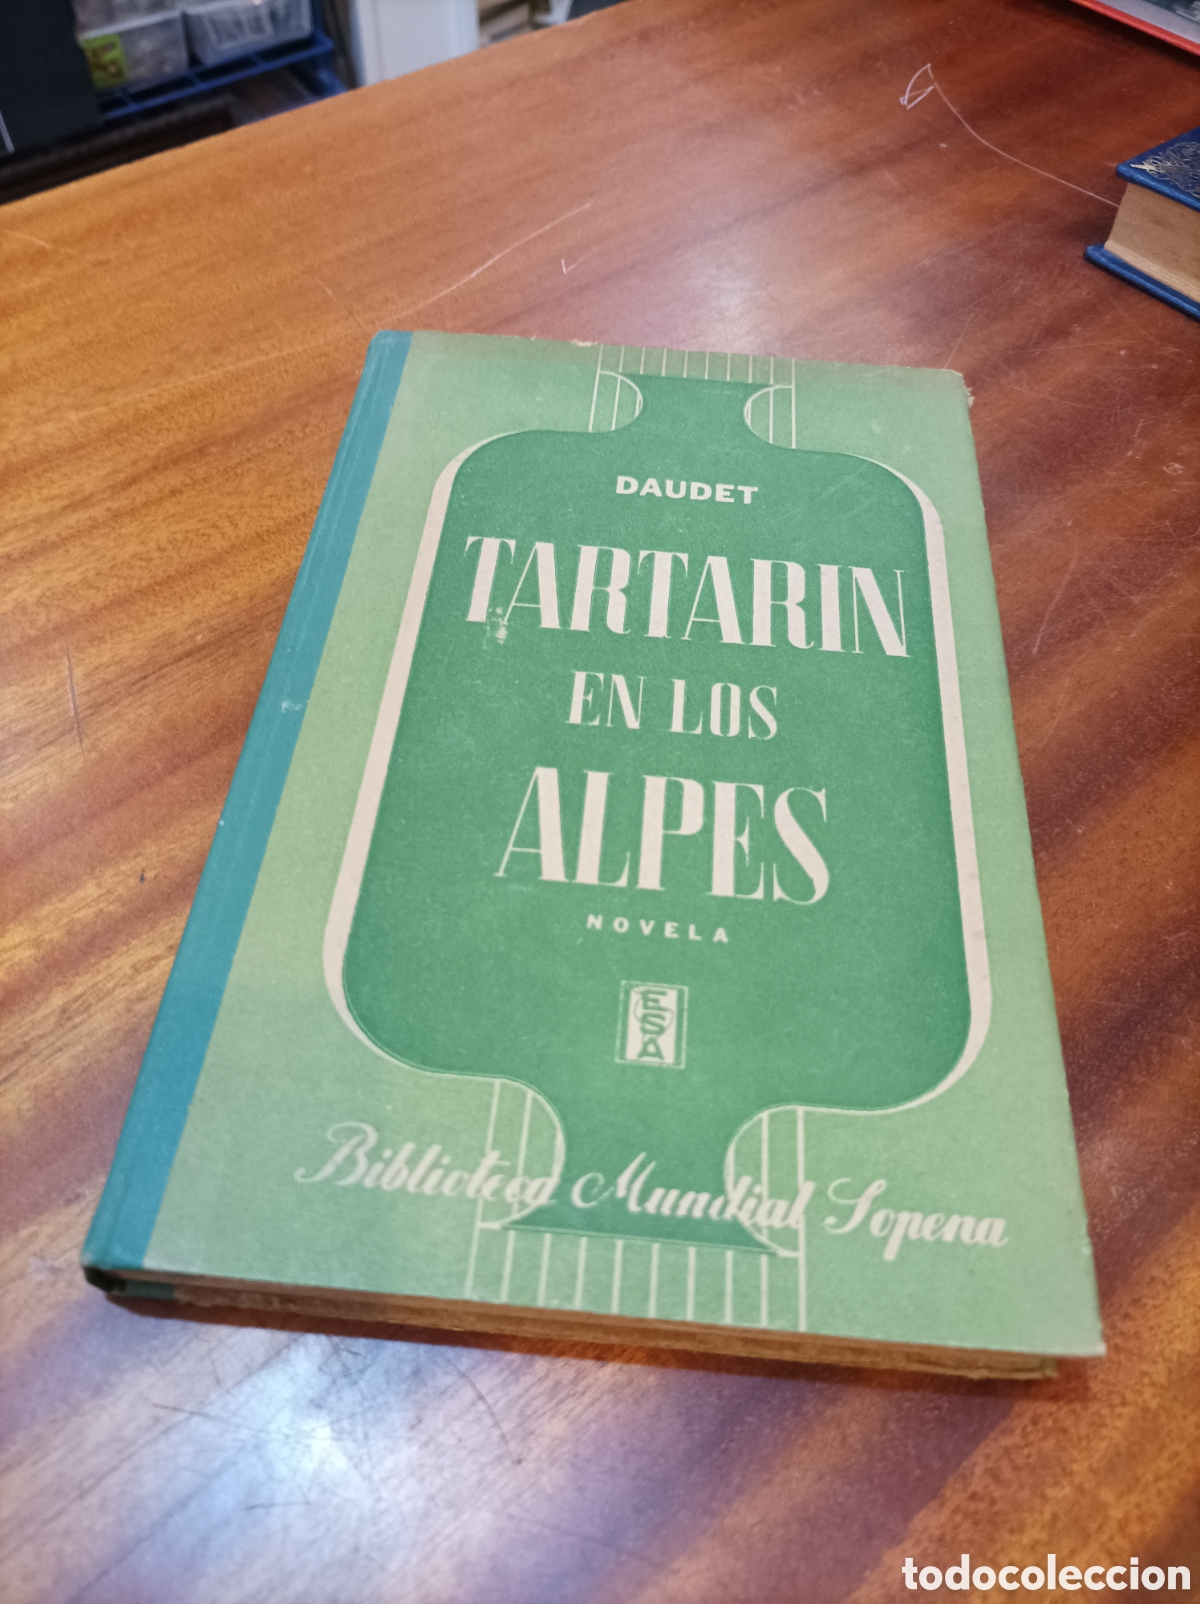 DAUDET
TARTARIN
EN LOS
ALPES
NOVELA
ESA
Biblioteca Mundial Sopena
todocoleccion